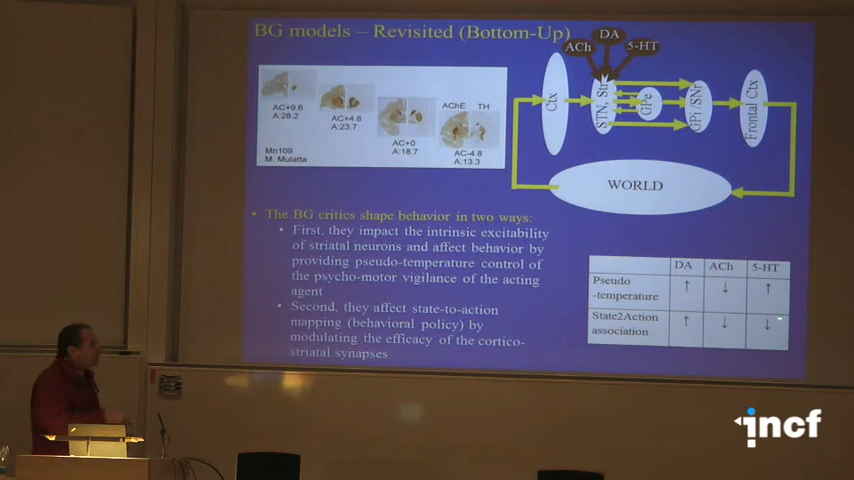 BG models – Revisited (Bottom-Up)
DA
ACh
5-HT
AC+9.6
A:28.2
AC+4.8
A:23.7
AC+0
A:18.7
AChE TH
AC-4.8
A:13.3
Mn109
M. Mulatta
Ctx
STN, Str
GPe
GPi/SNr
Frontal Ctx
WORLD
• The BG critics shape behavior in two ways:
• First, they impact the intrinsic excitability
of striatal neurons and affect behavior by
providing pseudo-temperature control of
the psycho-motor vigilance of the acting
agent
• Second, they affect state-to-action
mapping (behavioral policy) by
modulating the efficacy of the cortico-
striatal synapses.
DA ACh 5-HT
Pseudo
-temperature ↑ ↓ ↑
State2Action
association ↑ ↓ ↓
incf